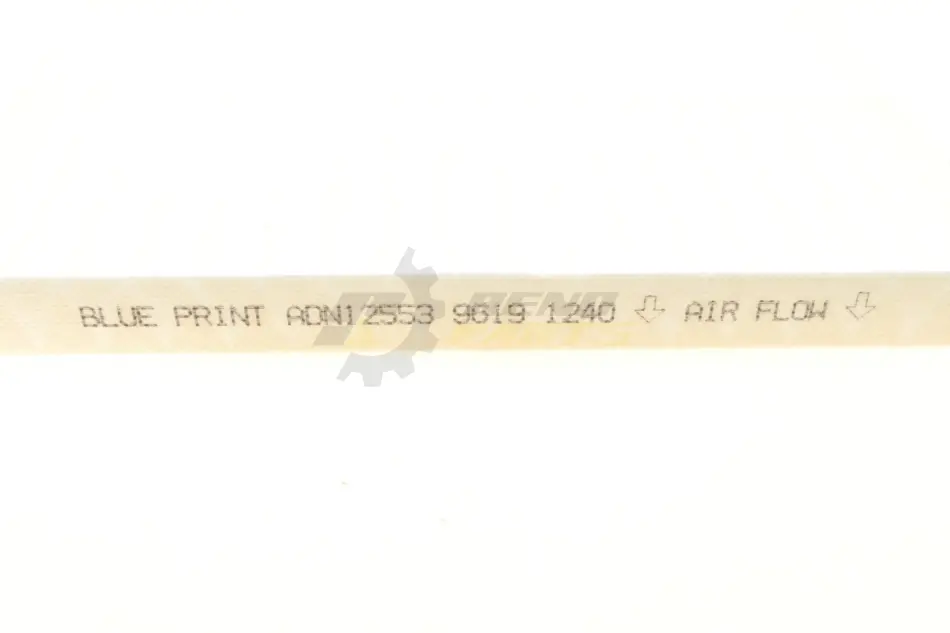 BLUE PRINT ADN12553 9619 1240 ⇩ AIR FLOW ⇩